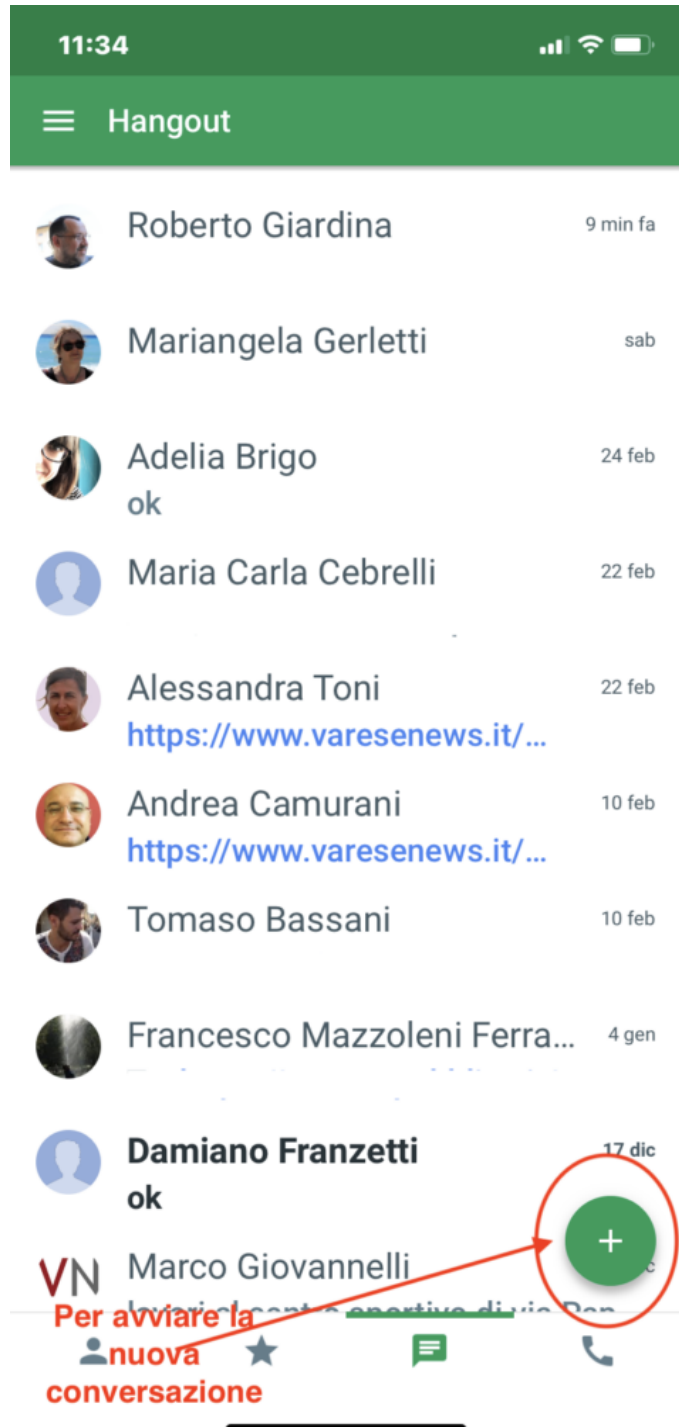 11:34
Hangout
Roberto Giardina 9 min fa
Mariangela Gerletti sab
Adelia Brigo 24 feb
ok
Maria Carla Cebrelli 22 feb
Alessandra Toni 22 feb
https://www.varesenews.it/...
Andrea Camurani 10 feb
https://www.varesenews.it/...
Tomaso Bassani 10 feb
Francesco Mazzoleni Ferra... 4 gen
Damiano Franzetti 17 dic
ok
+
VN Marco Giovannelli
Per avviare la
nuova
conversazione